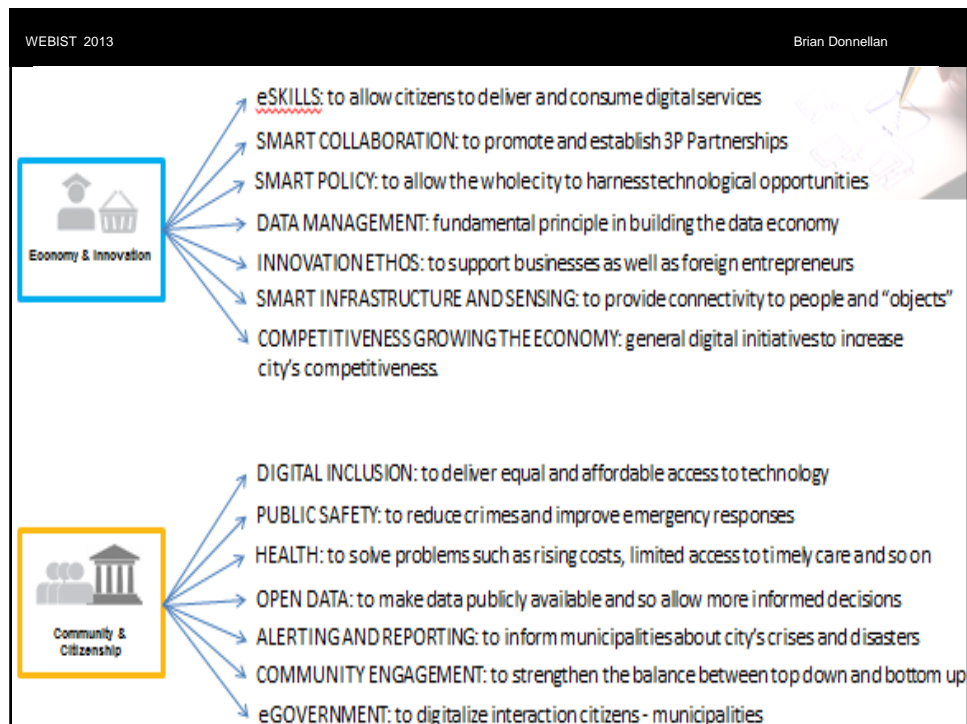 WEBIST 2013
Brian Donnellan
eSKILLS: to allow citizens to deliver and consume digital services
SMART COLLABORATION: to promote and establish 3P Partnerships
SMART POLICY: to allow the whole city to harness technological opportunities
DATA MANAGEMENT: fundamental principle in building the data economy
Economy & Innovation
INNOVATION ETHOS: to support businesses as well as foreign entrepreneurs
SMART INFRASTRUCTURE AND SENSING: to provide connectivity to people and “objects”
COMPETITIVENESS GROWING THE ECONOMY: general digital initiatives to increase
city’s competitiveness.
DIGITAL INCLUSION: to deliver equal and affordable access to technology
PUBLIC SAFETY: to reduce crimes and improve emergency responses
HEALTH: to solve problems such as rising costs, limited access to timely care and so on
OPEN DATA: to make data publicly available and so allow more informed decisions
Community &
Citizenship
ALERTING AND REPORTING: to inform municipalities about city’s crises and disasters
COMMUNITY ENGAGEMENT: to strengthen the balance between top down and bottom up
eGOVERNMENT: to digitalize interaction citizens - municipalities